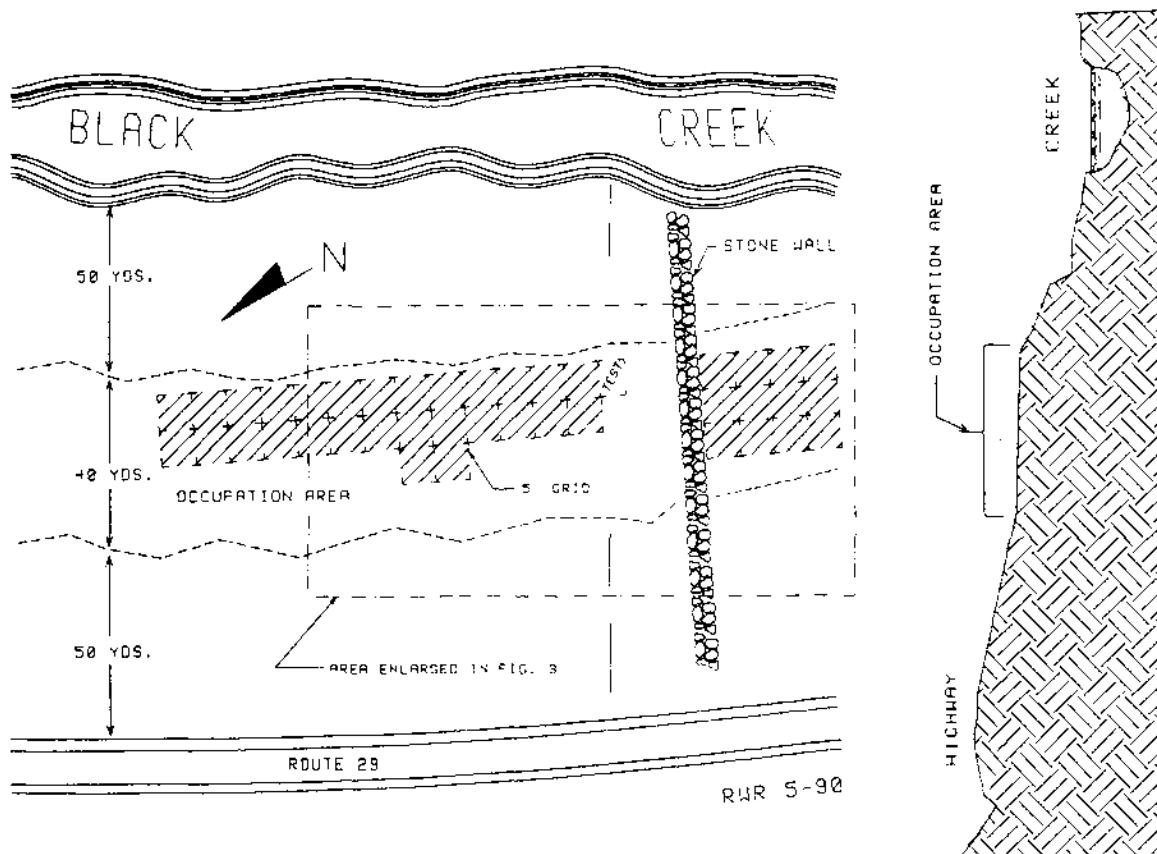 BLACK CREEK
STONE WALL
50 YDS.
N
TESTS
40 YDS.
OCCUPATION AREA
5' GRID
50 YDS.
AREA ENLARGED IN FIG. 3
ROUTE 29
RWR 5-90
CREEK
OCCUPATION AREA
HIGHWAY